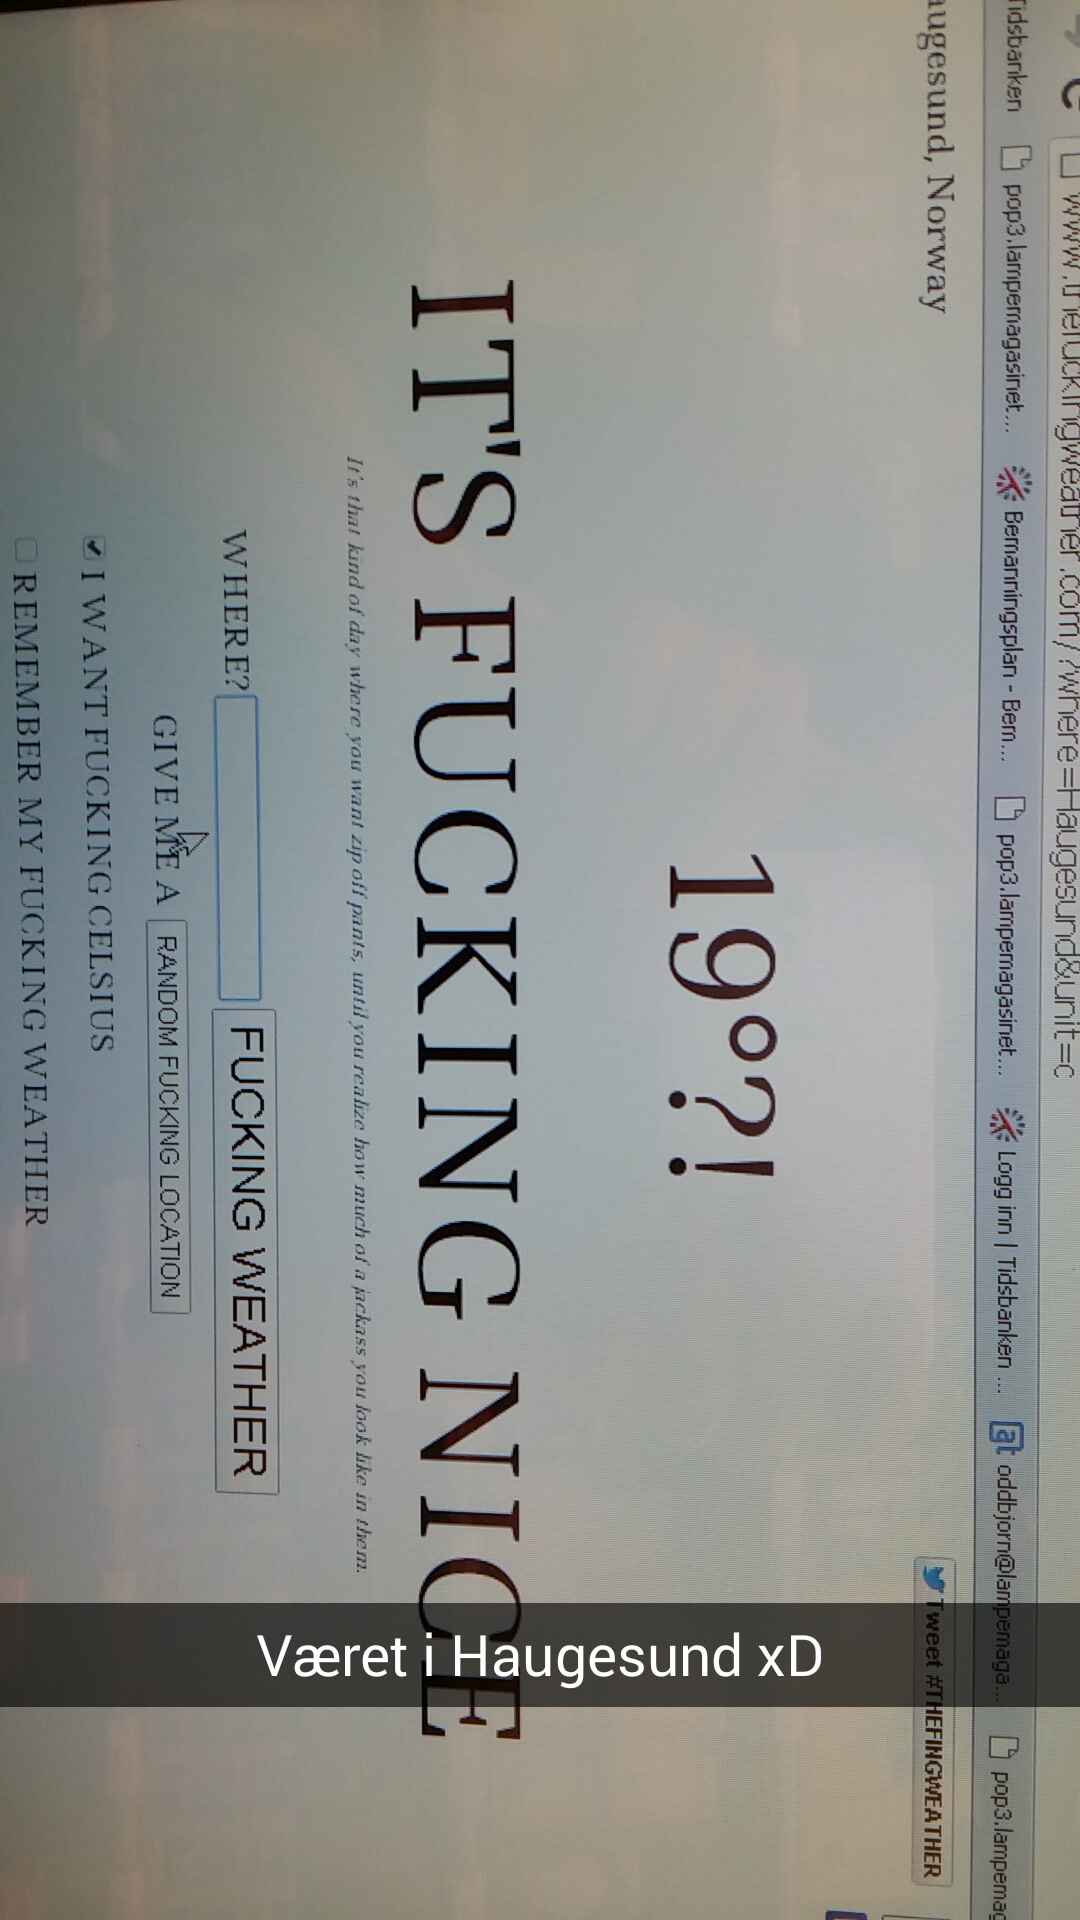 www.thefuckingweather.com/?where=Haugesund&unit=c
Tidsbanken pop3.lampemagasinet... Bemanningsplan - Bem... pop3.lampemagasinet... Logg inn | Tidsbanken ... oddbjorn@lampemaga... pop3.lampemag
augesund, Norway
Tweet #THEFINGWEATHER
19°?!
IT'S FUCKING NICE
It's that kind of day where you want zip off pants, until you realize how much of a jackass you look like in them.
WHERE? FUCKING WEATHER
GIVE ME A RANDOM FUCKING LOCATION
I WANT FUCKING CELSIUS
REMEMBER MY FUCKING WEATHER
Været i Haugesund xD